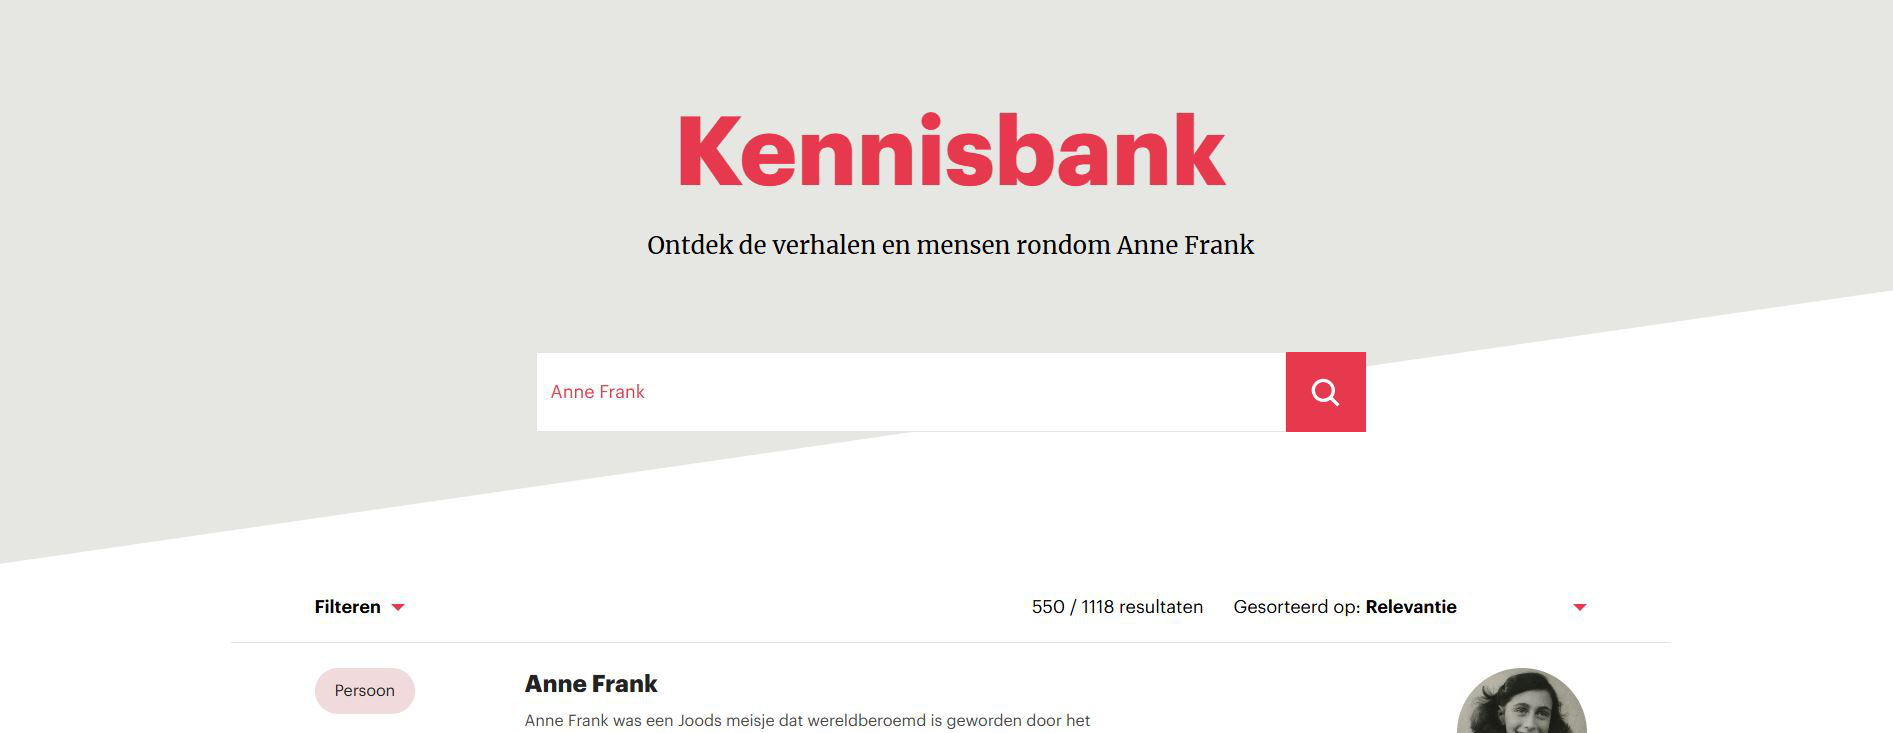 Kennisbank
Ontdek de verhalen en mensen rondom Anne Frank
Anne Frank
Filteren
550 / 1118 resultaten
Gesorteerd op: Relevantie
Persoon
Anne Frank
Anne Frank was een Joods meisje dat wereldberoemd is geworden door het